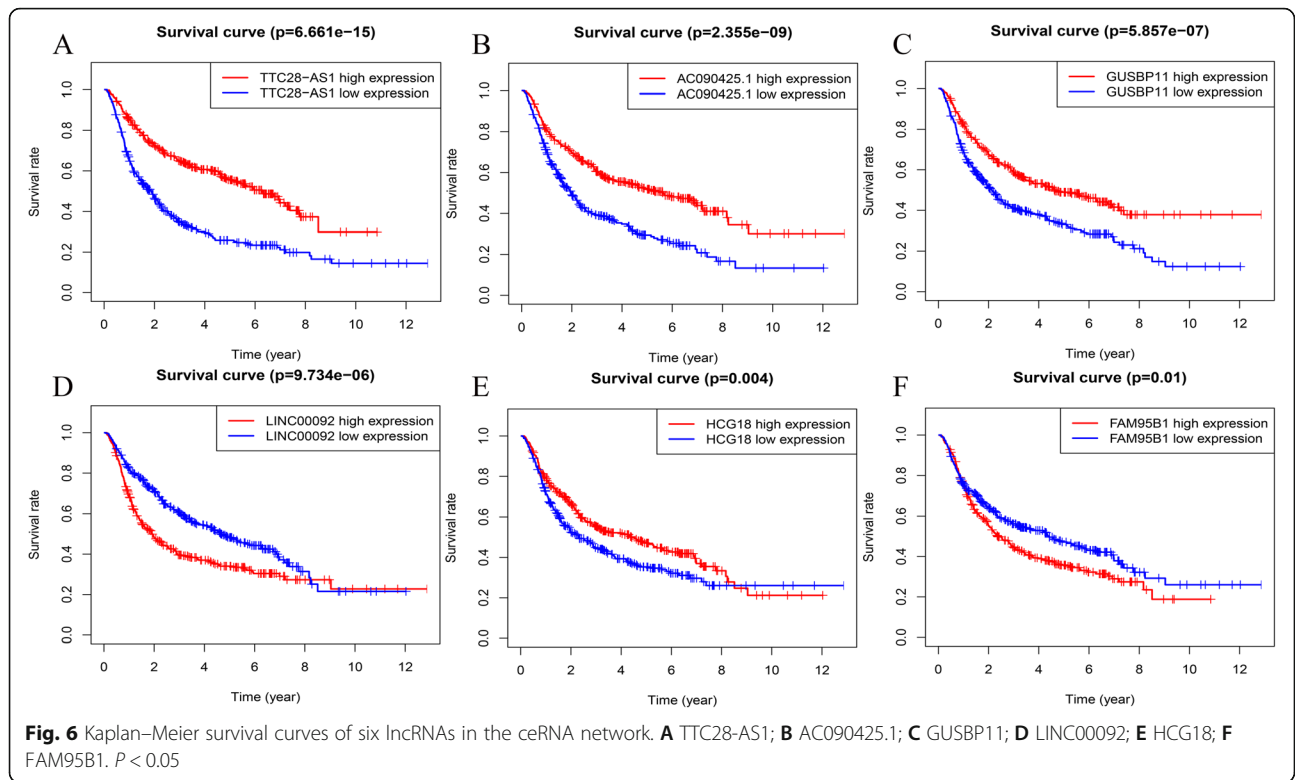 A
Survival curve (p=6.661e−15)
TTC28−AS1 high expression
TTC28−AS1 low expression
Survival rate
0.0 0.2 0.4 0.6 0.8 1.0
0 2 4 6 8 10 12
Time (year)
B
Survival curve (p=2.355e−09)
AC090425.1 high expression
AC090425.1 low expression
Survival rate
0.0 0.2 0.4 0.6 0.8 1.0
0 2 4 6 8 10 12
Time (year)
C
Survival curve (p=5.857e−07)
GUSBP11 high expression
GUSBP11 low expression
Survival rate
0.0 0.2 0.4 0.6 0.8 1.0
0 2 4 6 8 10 12
Time (year)
D
Survival curve (p=9.734e−06)
LINC00092 high expression
LINC00092 low expression
Survival rate
0.0 0.2 0.4 0.6 0.8 1.0
0 2 4 6 8 10 12
Time (year)
E
Survival curve (p=0.004)
HCG18 high expression
HCG18 low expression
Survival rate
0.0 0.2 0.4 0.6 0.8 1.0
0 2 4 6 8 10 12
Time (year)
F
Survival curve (p=0.01)
FAM95B1 high expression
FAM95B1 low expression
Survival rate
0.0 0.2 0.4 0.6 0.8 1.0
0 2 4 6 8 10 12
Time (year)
Fig. 6 Kaplan–Meier survival curves of six lncRNAs in the ceRNA network. A TTC28-AS1; B AC090425.1; C GUSBP11; D LINC00092; E HCG18; F
FAM95B1. P < 0.05